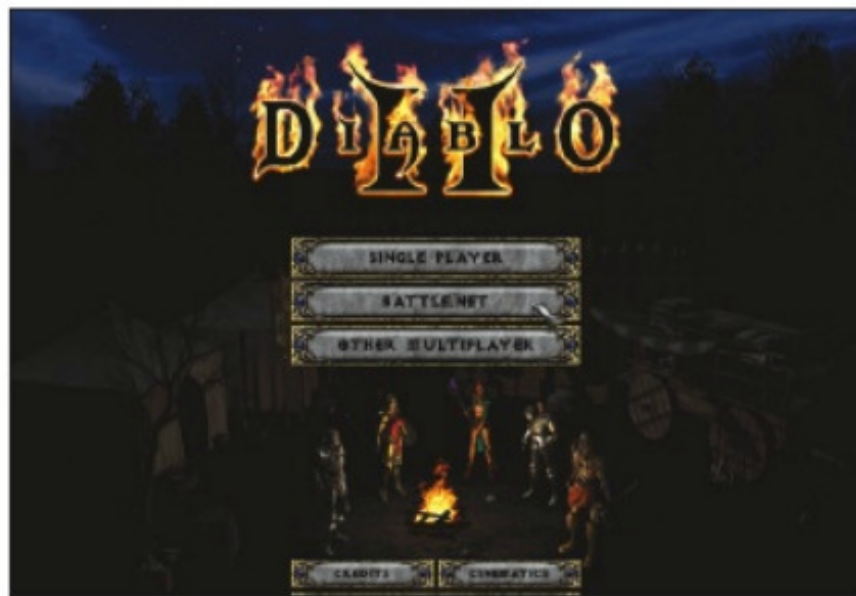 DIABLO II
SINGLE PLAYER
BATTLE.NET
OTHER MULTIPLAYER
CREDITS CINEMATICS